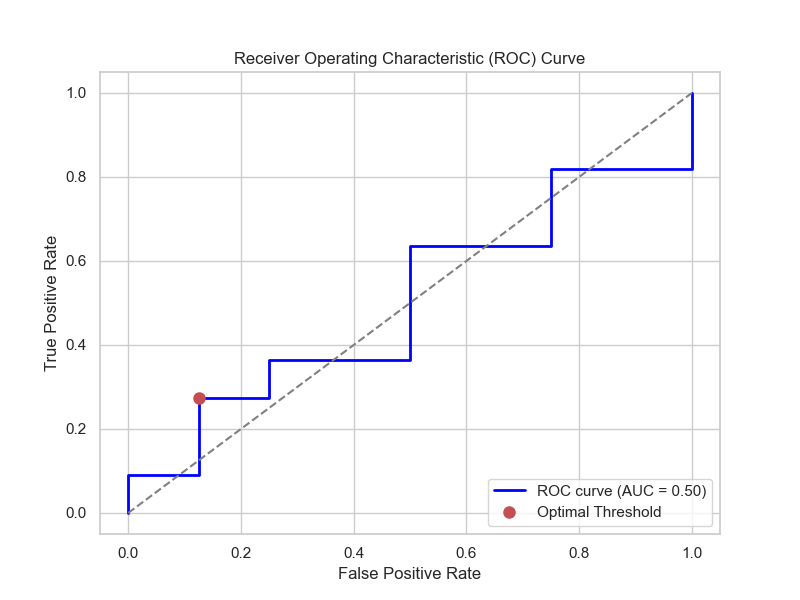 Receiver Operating Characteristic (ROC) Curve
1.0
0.8
0.6
0.4
0.2
0.0
True Positive Rate
ROC curve (AUC = 0.50)
Optimal Threshold
0.0 0.2 0.4 0.6 0.8 1.0
False Positive Rate